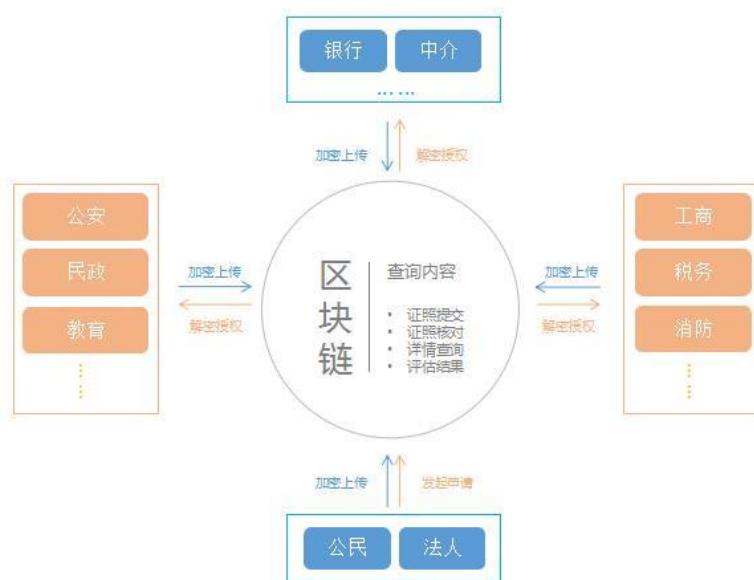 银行 中介
……
加密上传 解密授权
公安
民政
教育
加密上传
解密授权
区块链
查询内容
· 证照提交
· 证照核对
· 详情查询
· 评估结果
加密上传
解密授权
工商
税务
消防
加密上传 发起申请
公民 法人